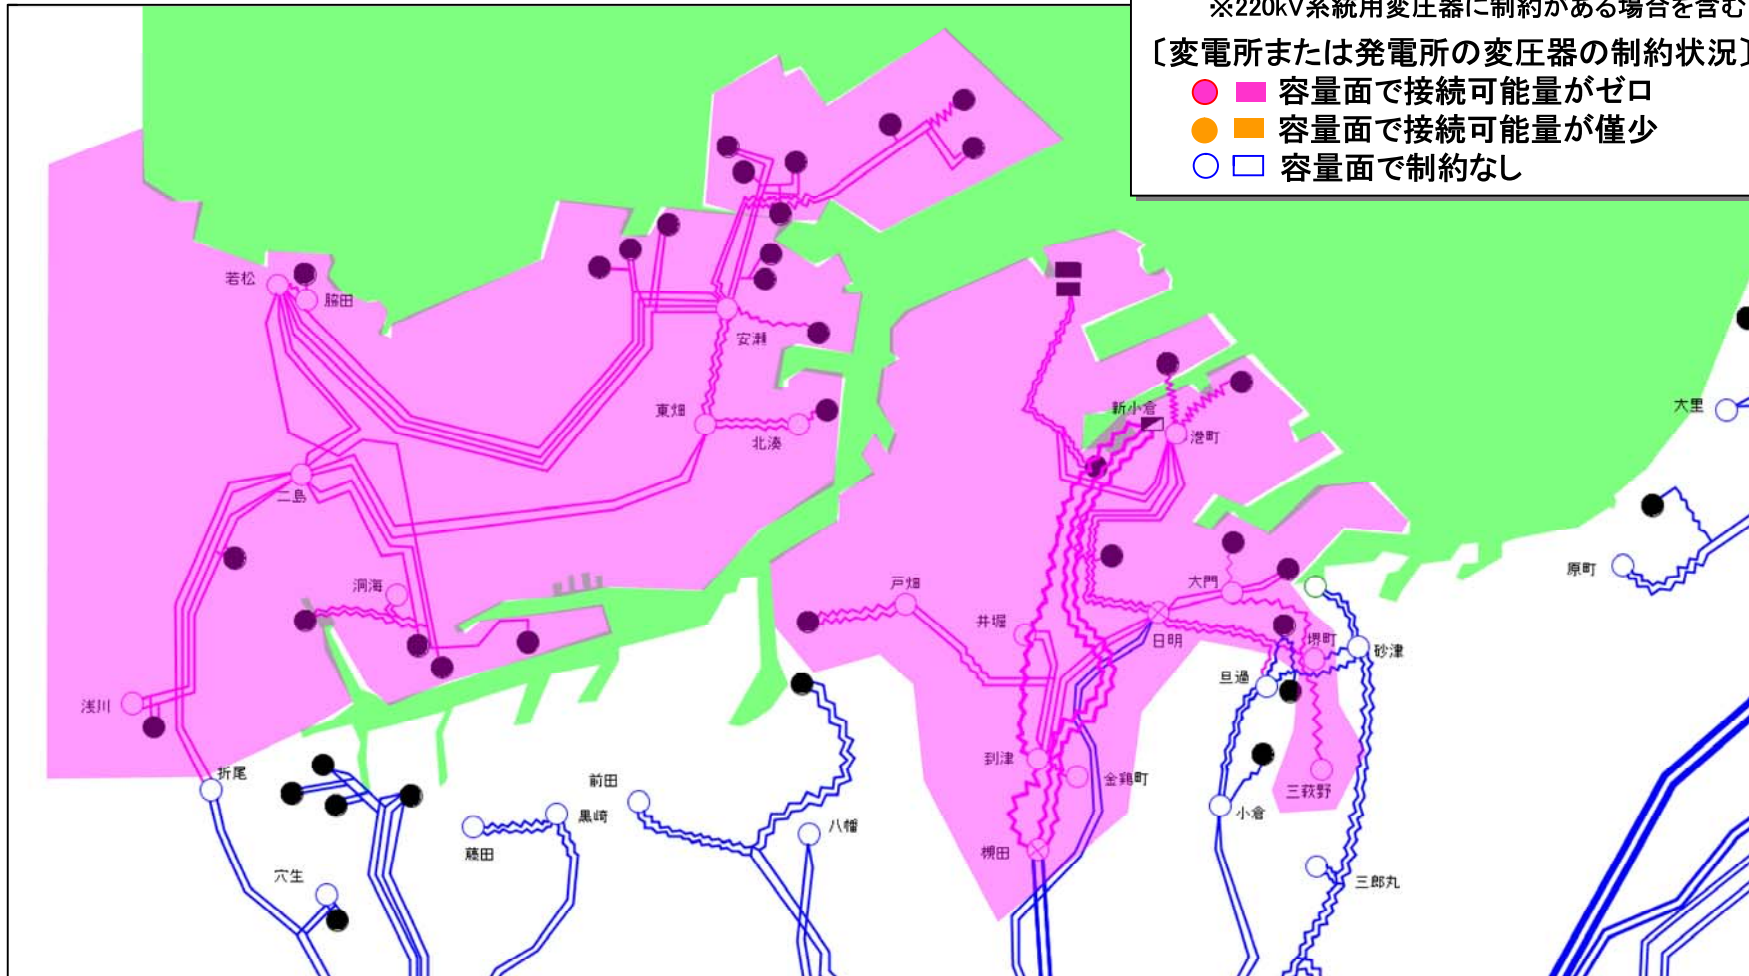 ※220kV系統用変圧器に制約がある場合を含む
〔変電所または発電所の変圧器の制約状況〕
容量面で接続可能量がゼロ
容量面で接続可能量が僅少
容量面で制約なし
若松
脇田
安瀬
東畑
北湊
二島
洞海
浅川
折尾
穴生
藤田
黒崎
前田
八幡
戸畑
井堀
到津
金鶏町
槻田
日明
新小倉
港町
大門
堺町
砂津
旦過
小倉
三萩野
三郎丸
大里
原町